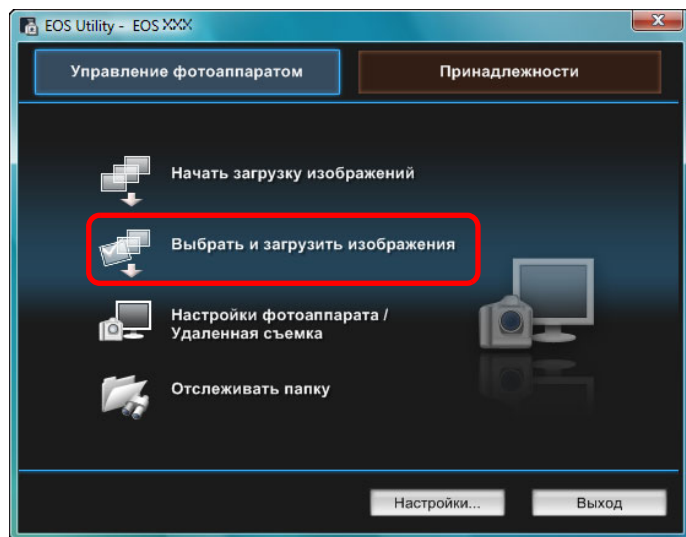 EOS Utility - EOS XXX
Управление фотоаппаратом
Принадлежности
Начать загрузку изображений
Выбрать и загрузить изображения
Настройки фотоаппарата /
Удаленная съемка
Отслеживать папку
Настройки...
Выход